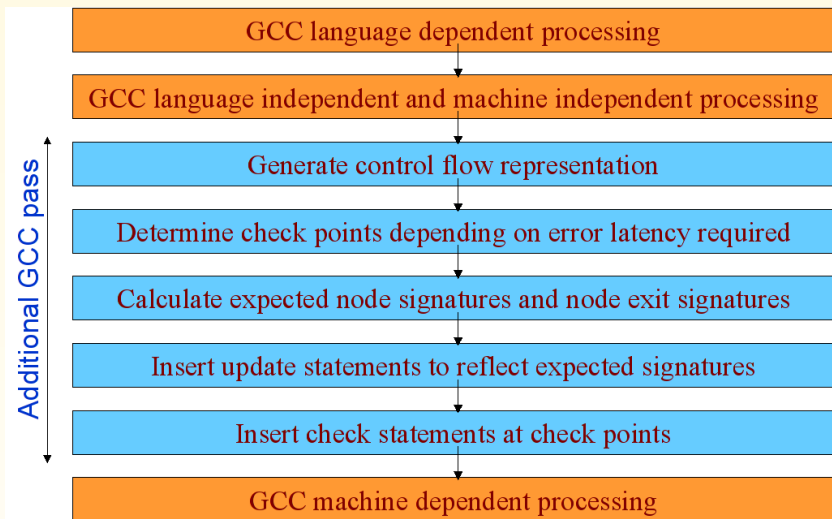 GCC language dependent processing
GCC language independent and machine independent processing
Additional GCC pass
Generate control flow representation
Determine check points depending on error latency required
Calculate expected node signatures and node exit signatures
Insert update statements to reflect expected signatures
Insert check statements at check points
GCC machine dependent processing